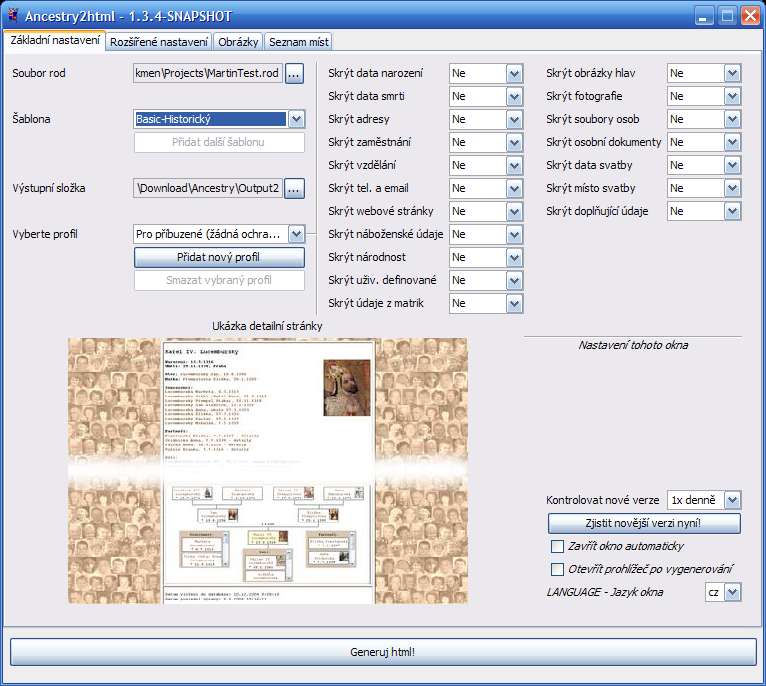 Ancestry2html - 1.3.4-SNAPSHOT
Základní nastavení
Rozšířené nastavení
Obrázky
Seznam míst
Soubor rod
kmen\Projects\MartinTest.rod
...
Šablona
Basic-Historický
Přidat další šablonu
Výstupní složka
\Download\Ancestry\Output2
...
Vyberte profil
Pro příbuzené (žádná ochra...
Přidat nový profil
Smazat vybraný profil
Skrýt data narození Ne
Skrýt data smrti Ne
Skrýt adresy Ne
Skrýt zaměstnání Ne
Skrýt vzdělání Ne
Skrýt tel. a email Ne
Skrýt webové stránky Ne
Skrýt náboženské údaje Ne
Skrýt národnost Ne
Skrýt uživ. definované Ne
Skrýt údaje z matrik Ne
Skrýt obrázky hlav Ne
Skrýt fotografie Ne
Skrýt soubory osob Ne
Skrýt osobní dokumenty Ne
Skrýt data svatby Ne
Skrýt místo svatby Ne
Skrýt doplňující údaje Ne
Ukázka detailní stránky
Karel IV. Lucembursky
Nastavení tohoto okna
Kontrolovat nové verze 1x denně
Zjistit novější verzi nyní!
Zavřít okno automaticky
Otevřít prohlížeč po vygenerování
LANGUAGE - Jazyk okna cz
Generuj html!